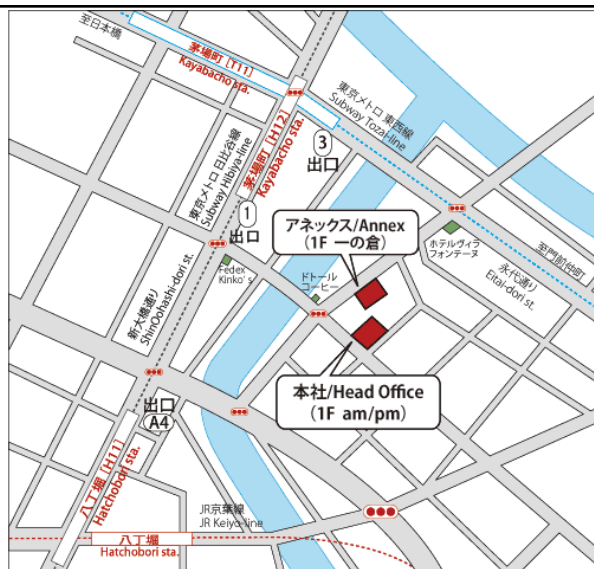 至日本橋
茅場町 [T11]
Kayabacho sta.
東京メトロ 東西線
Subway Tozai-line
東京メトロ 日比谷線
Subway Hibiya-line
茅場町 [H12]
Kayabacho sta.
3
出口
1
出口
アネックス/Annex
(1F 一の倉)
ホテルヴィラ
フォンテーヌ
至門前仲町
永代通り
Eitai-dori st.
Fedex
Kinko's
ドトール
コーヒー
新大橋通り
ShinOohashi-dori st.
本社/Head Office
(1F am/pm)
出口
A4
八丁堀 [H11]
Hatchobori sta.
JR京葉線
JR Keiyo-line
八丁堀
Hatchobori sta.